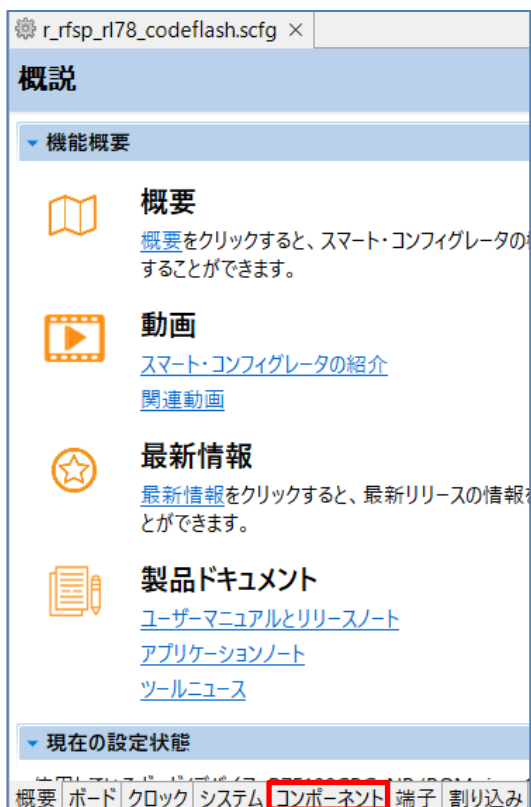 r_rfsp_rl78_codeflash.scfg ×
概説
機能概要
概要
概要をクリックすると、スマート・コンフィグレータの
することができます。
動画
スマート・コンフィグレータの紹介
関連動画
最新情報
最新情報をクリックすると、最新リリースの情報
とができます。
製品ドキュメント
ユーザーマニュアルとリリースノート
アプリケーションノート
ツールニュース
現在の設定状態
概要 ボード クロック システム コンポーネント 端子 割り込み